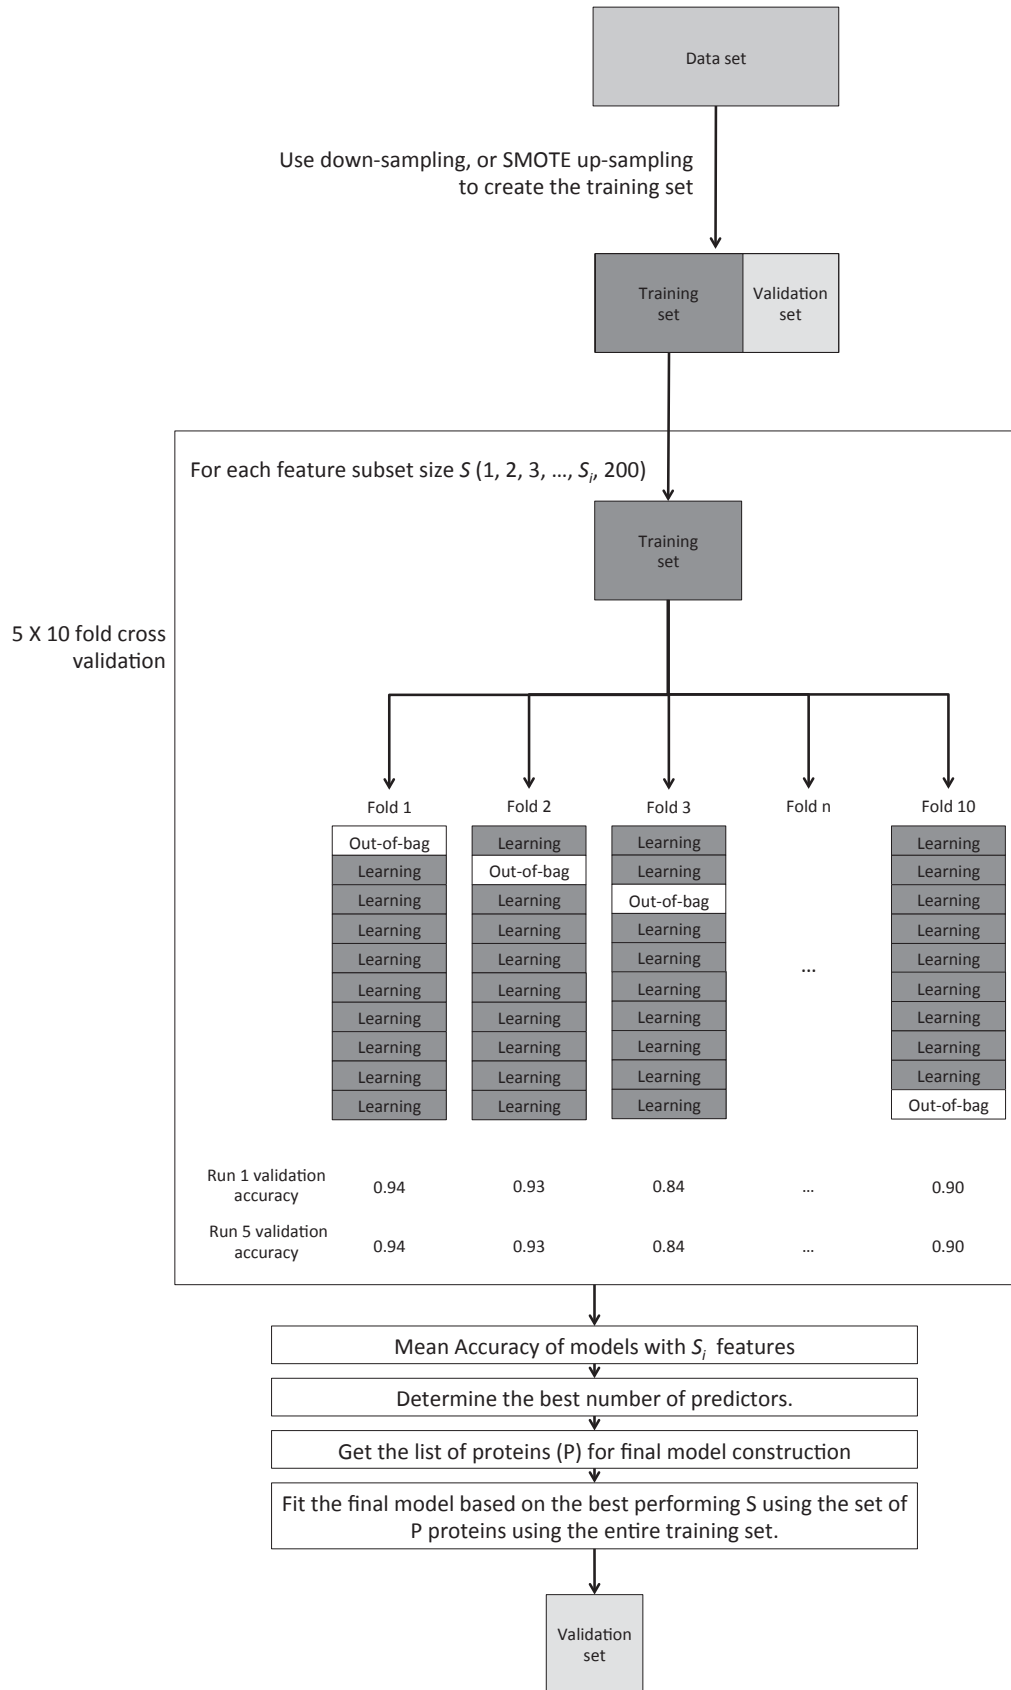 Data set
Use down-sampling, or SMOTE up-sampling
to create the training set
Training
set
Validation
set
For each feature subset size S (1, 2, 3, ..., Si, 200)
Training
set
5 X 10 fold cross
validation
Fold 1 Fold 2 Fold 3 Fold n Fold 10
Out-of-bag Learning Learning Learning
Learning Out-of-bag Learning Learning
Learning Learning Out-of-bag Learning
Learning Learning Learning Learning
Learning Learning Learning ... Learning
Learning Learning Learning Learning
Learning Learning Learning Learning
Learning Learning Learning Learning
Learning Learning Learning Learning
Learning Learning Learning Out-of-bag
Run 1 validation
accuracy
0.94 0.93 0.84 ... 0.90
Run 5 validation
accuracy
0.94 0.93 0.84 ... 0.90
Mean Accuracy of models with Si features
Determine the best number of predictors.
Get the list of proteins (P) for final model construction
Fit the final model based on the best performing S using the set of
P proteins using the entire training set.
Validation
set